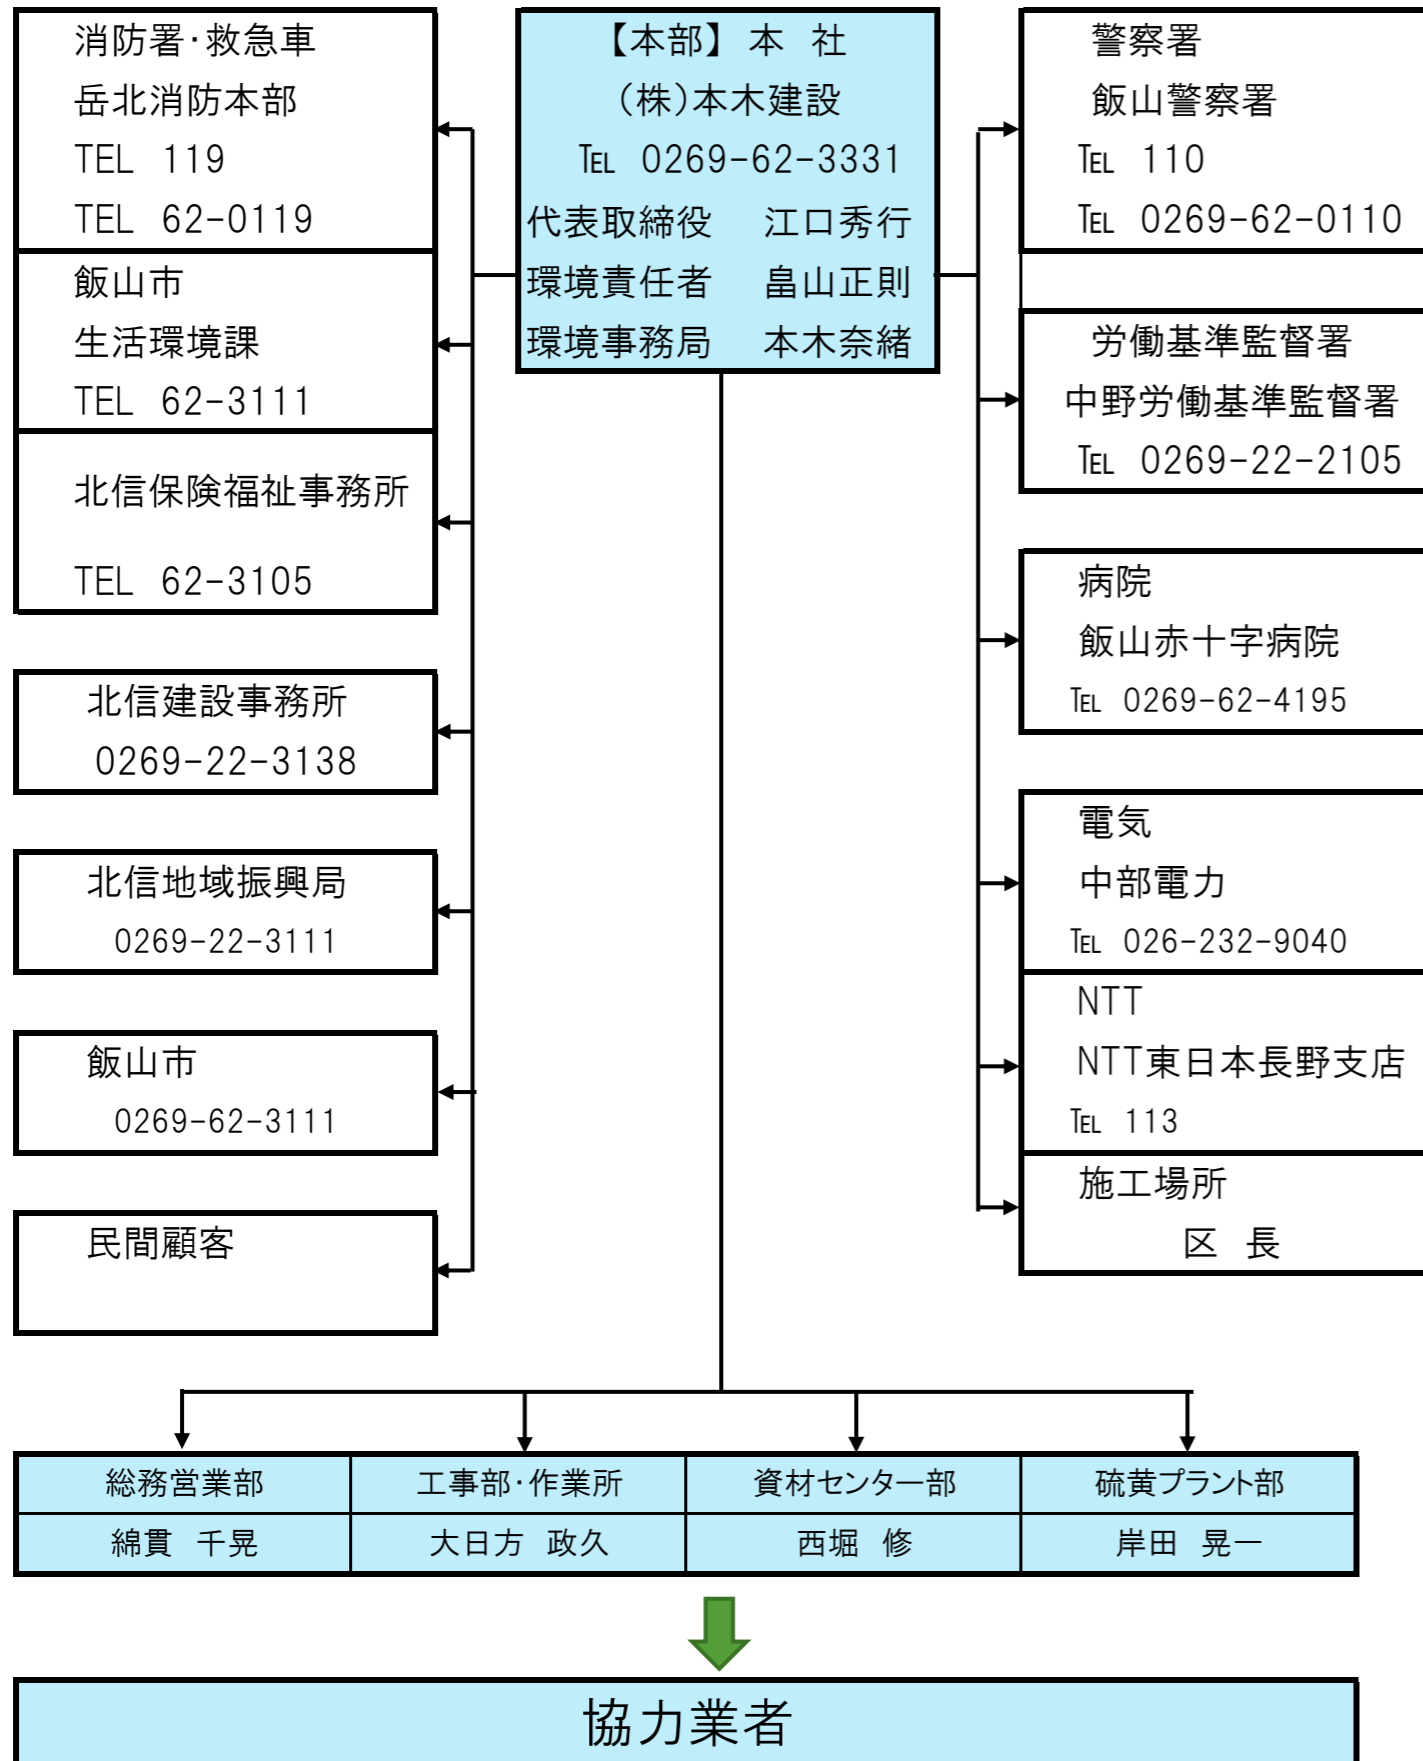 消防署・救急車
岳北消防本部
TEL 119
TEL 62-0119
飯山市
生活環境課
TEL 62-3111
北信保険福祉事務所
TEL 62-3105
北信建設事務所
0269-22-3138
北信地域振興局
0269-22-3111
飯山市
0269-62-3111
民間顧客
【本部】 本 社
(株)本木建設
℡ 0269-62-3331
代表取締役 江口秀行
環境責任者 畠山正則
環境事務局 本木奈緒
警察署
飯山警察署
℡ 110
℡ 0269-62-0110
労働基準監督署
中野労働基準監督署
℡ 0269-22-2105
病院
飯山赤十字病院
℡ 0269-62-4195
電気
中部電力
℡ 026-232-9040
NTT
NTT東日本長野支店
℡ 113
施工場所
区 長
総務営業部 工事部・作業所 資材センター部 硫黄プラント部
綿貫 千晃 大日方 政久 西堀 修 岸田 晃一
協力業者